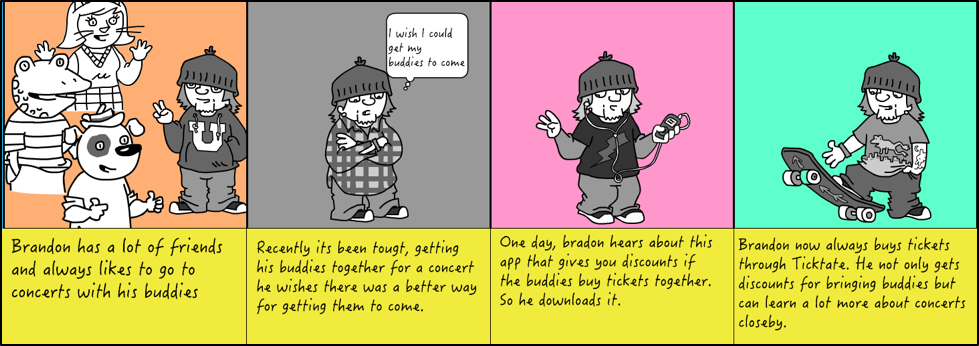 I wish I could
get my
buddies to come
U
Brandon has a lot of friends
and always likes to go to
concerts with his buddies
Recently its been tougt, getting
his buddies together for a concert
he wishes there was a better way
for getting them to come.
One day, bradon hears about this
app that gives you discounts if
the buddies buy tickets together.
So he downloads it.
Brandon now always buys tickets
through Ticktate. He not only gets
discounts for bringing buddies but
can learn a lot more about concerts
closeby.